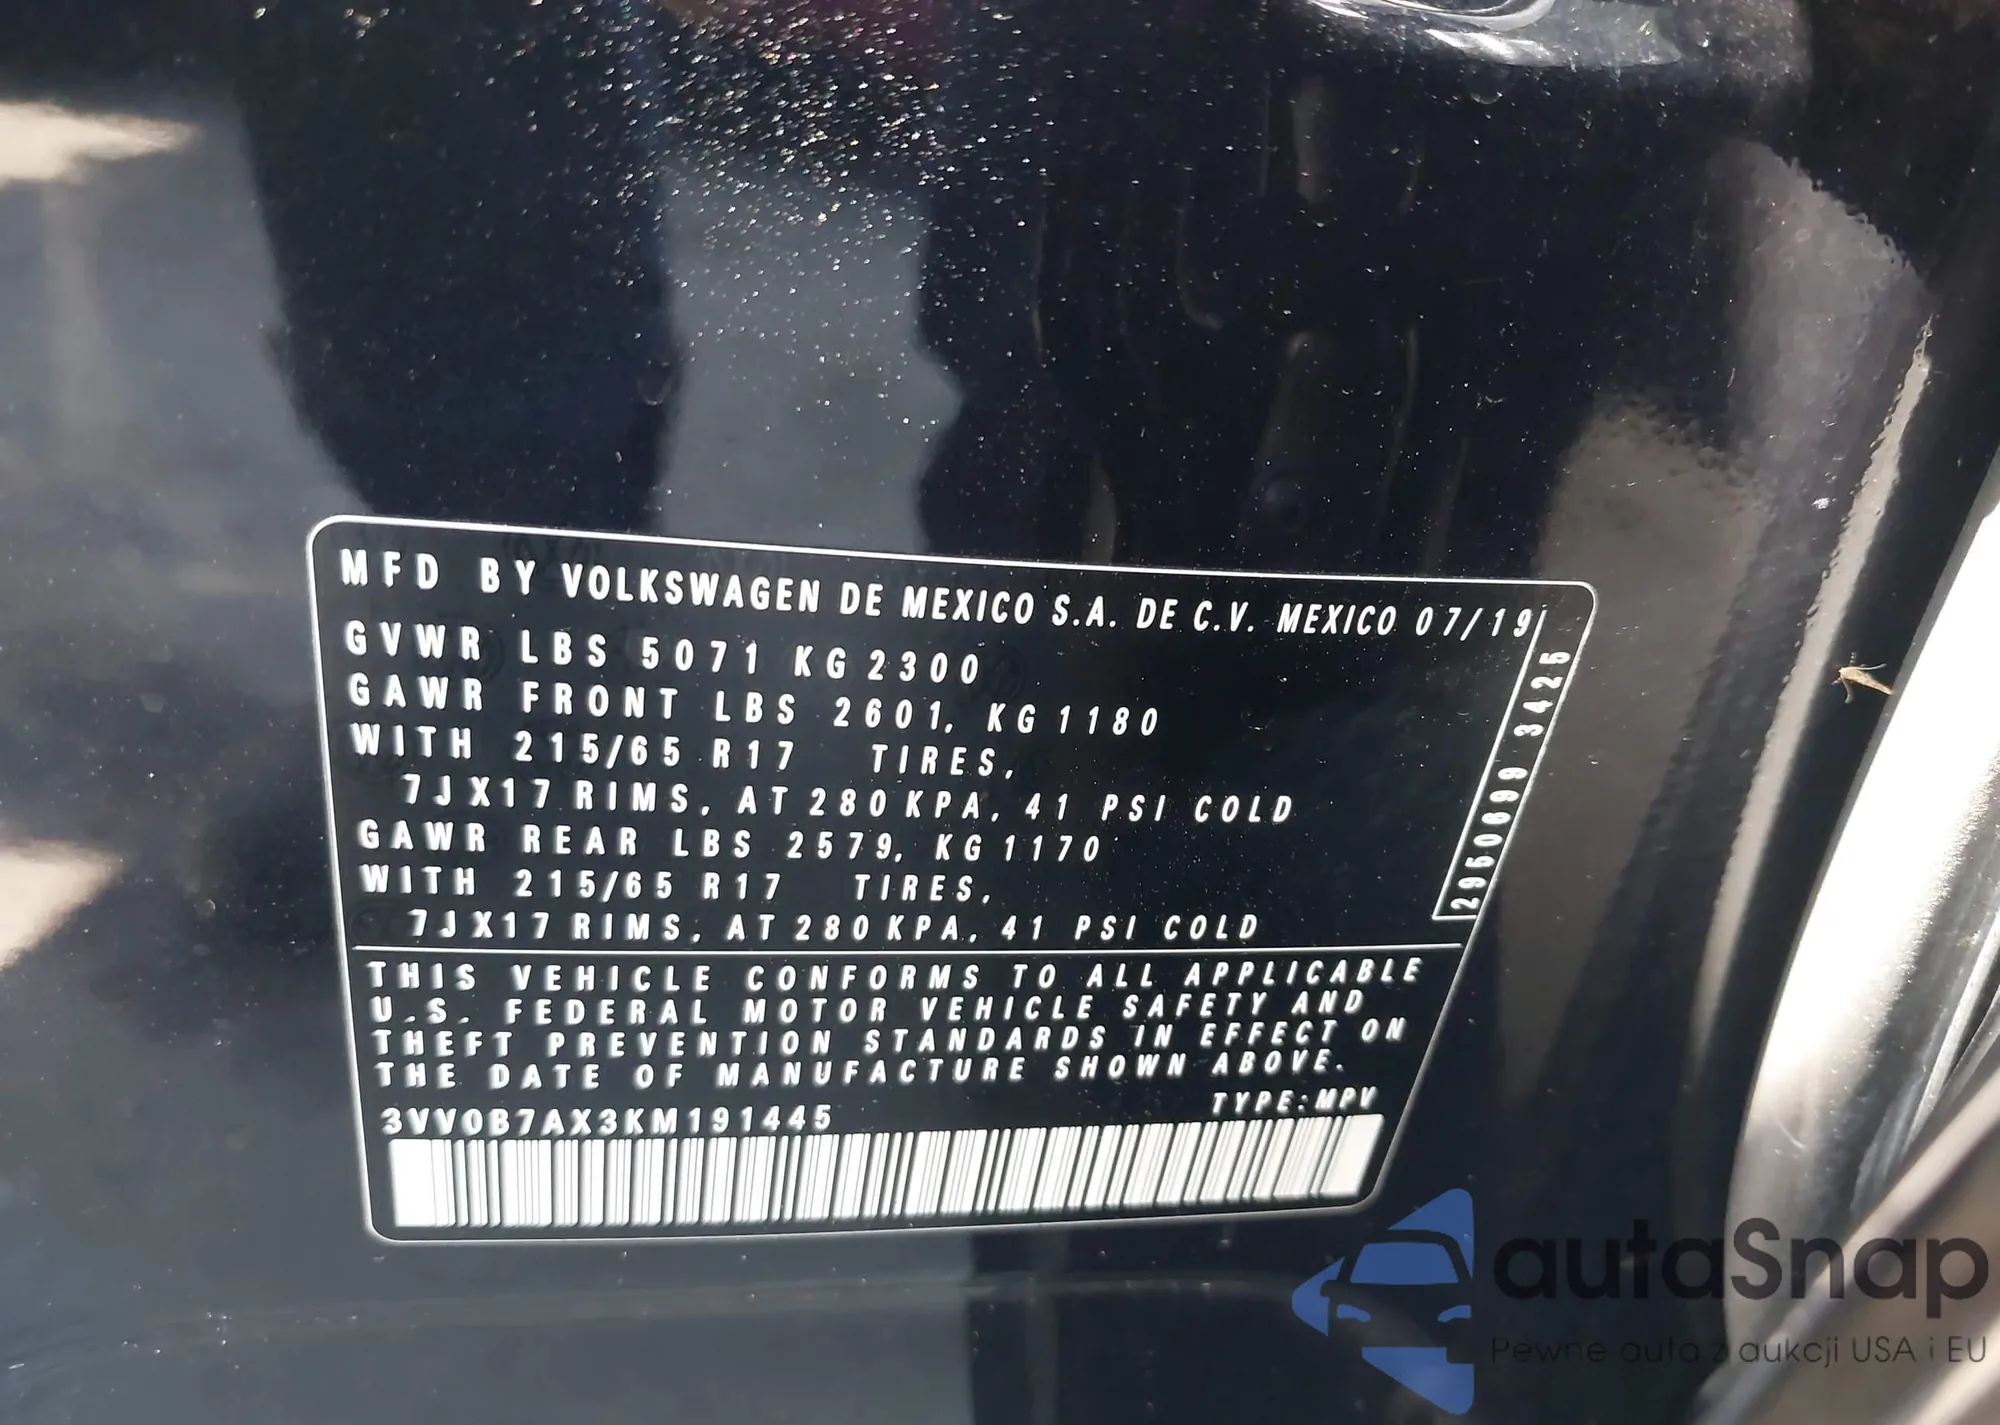 MFD BY VOLKSWAGEN DE MEXICO S.A. DE C.V. MEXICO 07/19
GVWR LBS 5071 KG 2300
GAWR FRONT LBS 2601, KG 1180
WITH 215/65 R17 TIRES,
7JX17 RIMS, AT 280 KPA, 41 PSI COLD
GAWR REAR LBS 2579, KG 1170
WITH 215/65 R17 TIRES,
7JX17 RIMS, AT 280 KPA, 41 PSI COLD
2950699 3425
THIS VEHICLE CONFORMS TO ALL APPLICABLE
U.S. FEDERAL MOTOR VEHICLE SAFETY AND
THEFT PREVENTION STANDARDS IN EFFECT ON
THE DATE OF MANUFACTURE SHOWN ABOVE.
TYPE:MPV
3VV0B7AX3KM191445
autaSnap
Pewne auta z aukcji USA i EU